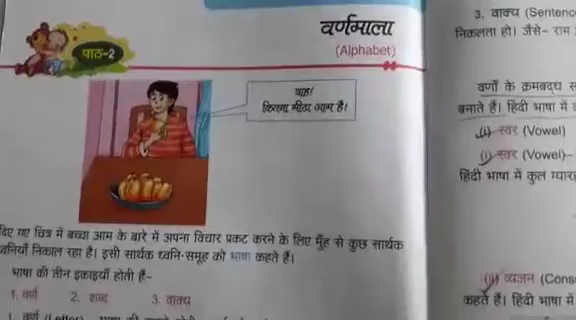 पाठ-2
वर्णमाला
(Alphabet)
वाह!
कितना मीठा आम है।
दिए गए चित्र में बच्चा आम के बारे में अपना विचार प्रकट करने के लिए मुँह से कुछ सार्थक
ध्वनियाँ निकाल रहा है। इसी सार्थक ध्वनि-समूह को भाषा कहते हैं।
भाषा की तीन इकाइयाँ होती हैं-
1. वर्ण 2. शब्द 3. वाक्य
3. वाक्य (Sentenc
निकलता हो। जैसे- राम
वर्णों के क्रमबद्ध स
बनाते हैं। हिंदी भाषा में
(i) स्वर (Vowel)
(i) स्वर (Vowel)-
हिंदी भाषा में कुल ग्यार
(ii) व्यंजन (Cons
कहते हैं। हिंदी भाषा में